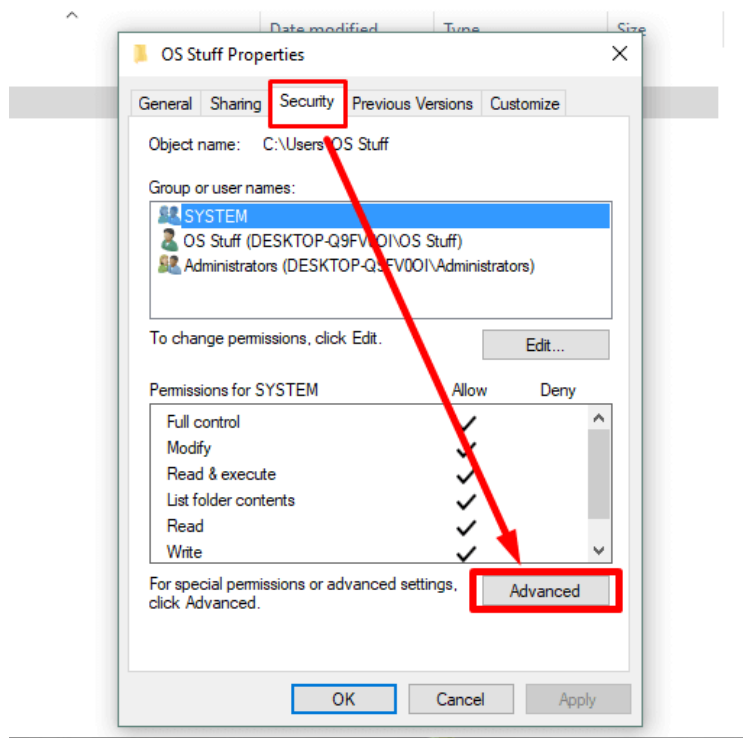 Date modified Type Size
OS Stuff Properties
General Sharing Security Previous Versions Customize
Object name: C:\Users\OS Stuff
Group or user names:
SYSTEM
OS Stuff (DESKTOP-Q9FV0OI\OS Stuff)
Administrators (DESKTOP-Q9FV0OI\Administrators)
To change permissions, click Edit.
Edit...
Permissions for SYSTEM Allow Deny
Full control
Modify
Read & execute
List folder contents
Read
Write
For special permissions or advanced settings,
click Advanced.
Advanced
OK Cancel Apply